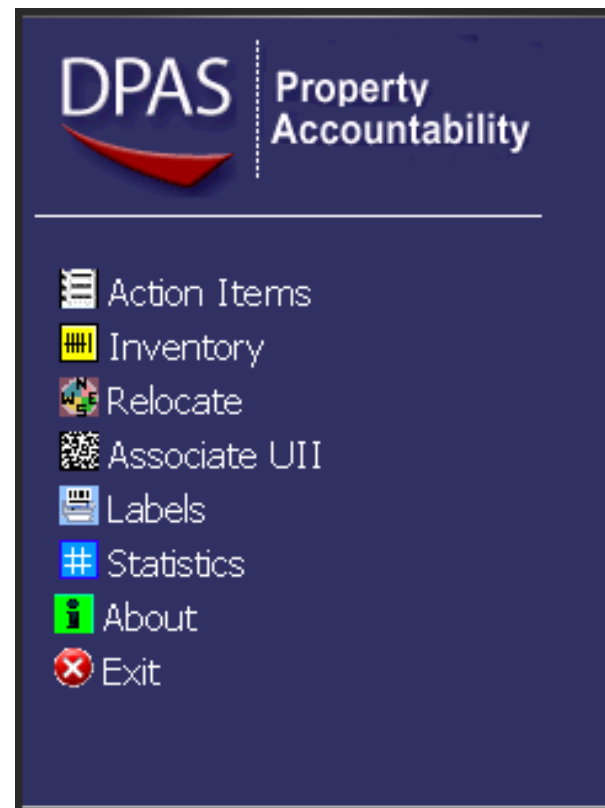 DPAS
Property
Accountability
Action Items
Inventory
N
W E
S
Relocate
Associate UII
Labels
Statistics
i About
Exit